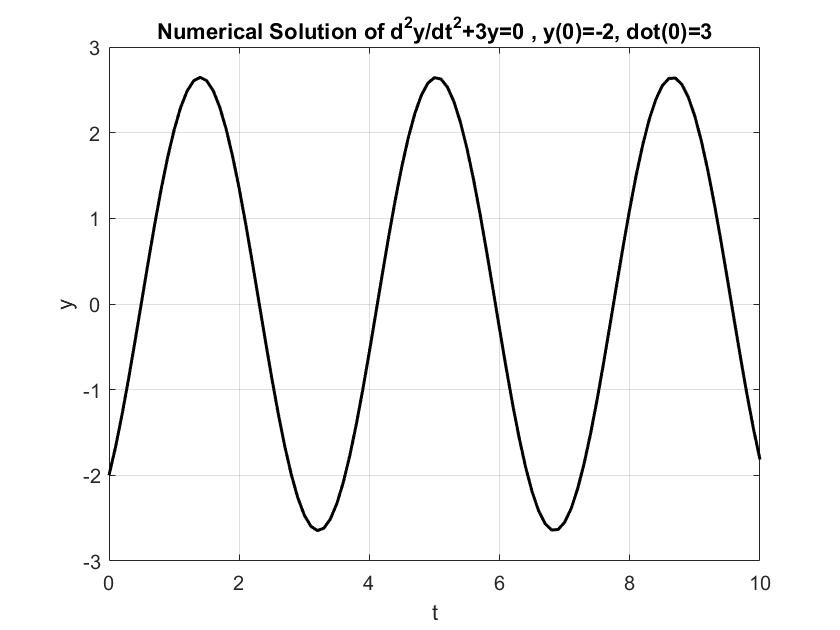 Numerical Solution of d²y/dt²+3y=0 , y(0)=-2, dot(0)=3
3
2
1
0
-1
-2
-3
y
0 2 4 6 8 10
t